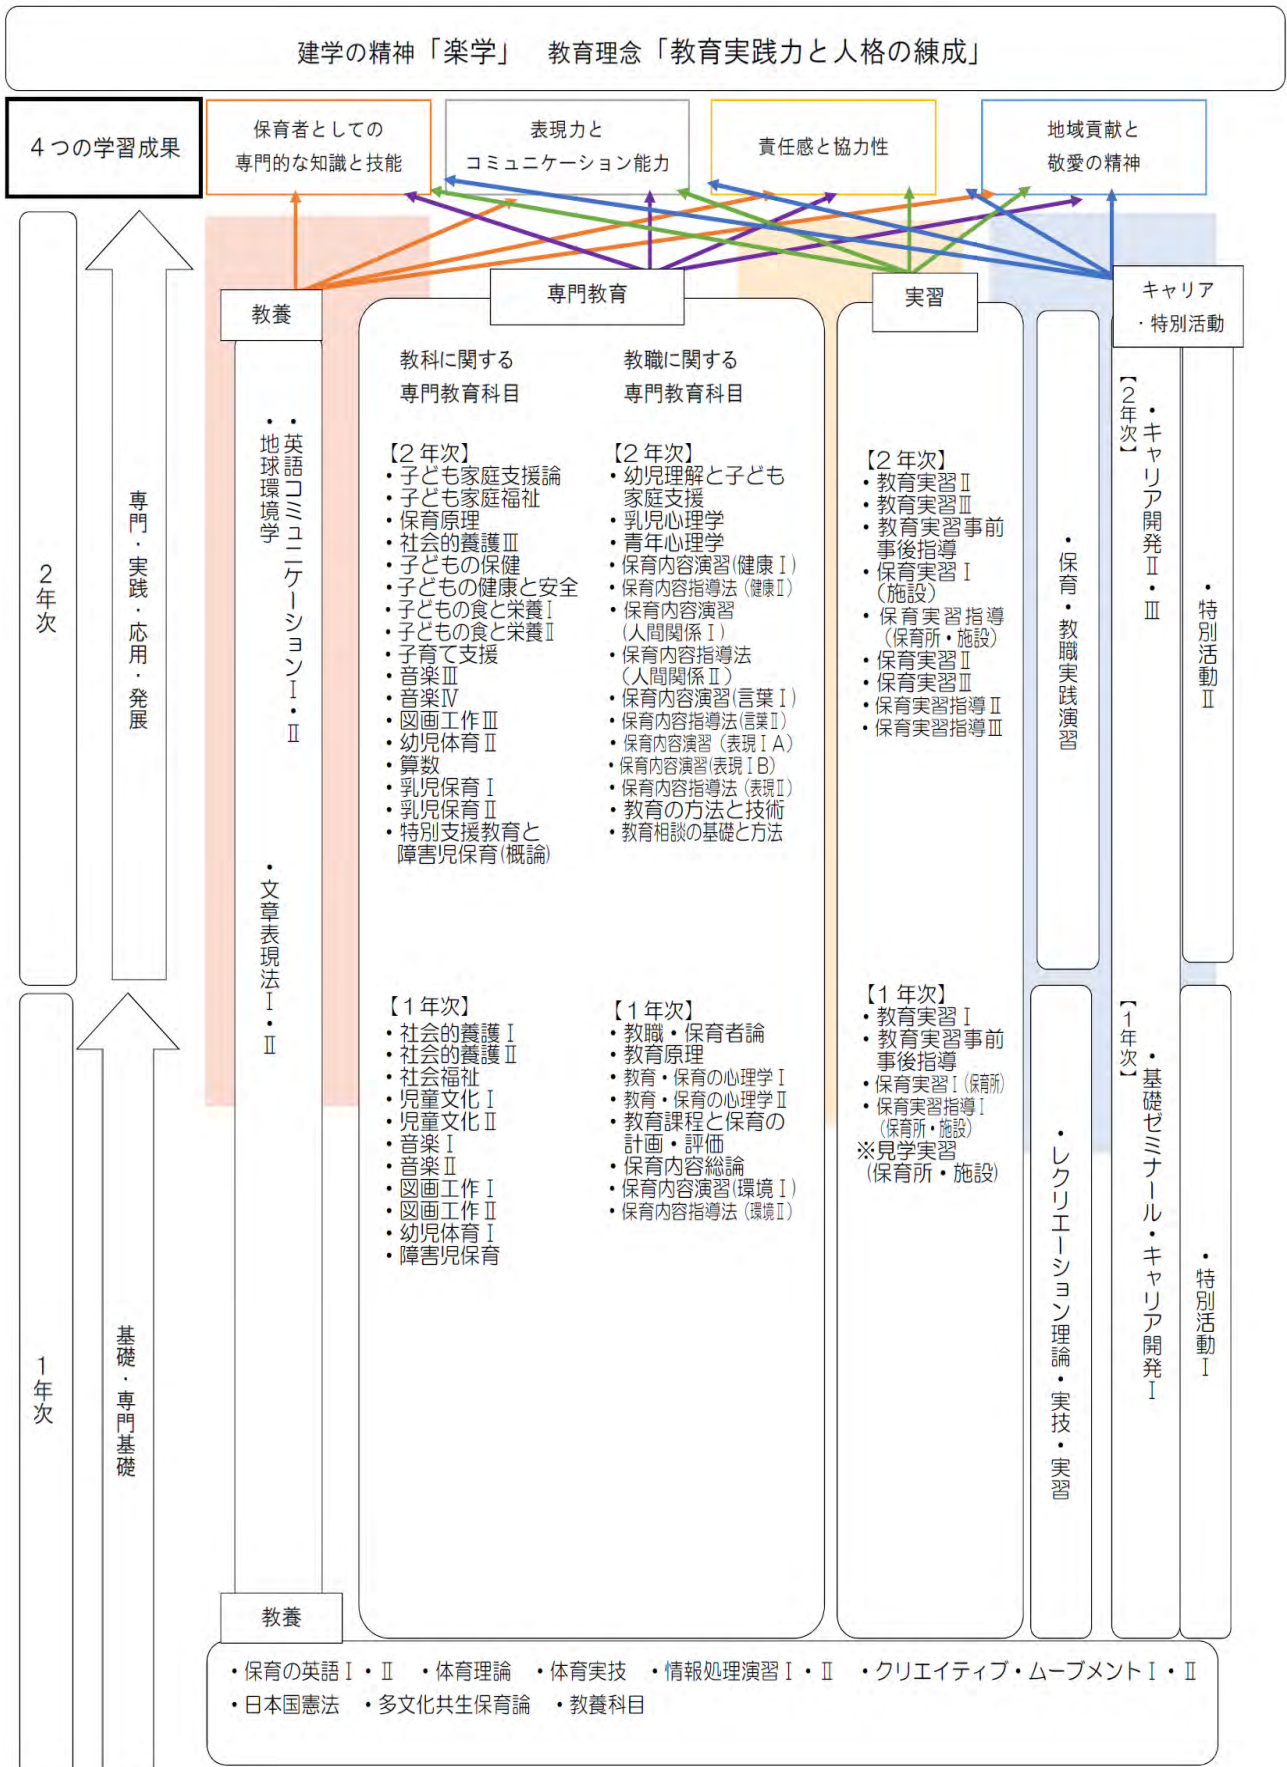 建学の精神「楽学」　教育理念「教育実践力と人格の練成」
４つの学習成果
保育者としての
専門的な知識と技能
表現力と
コミュニケーション能力
責任感と協力性
地域貢献と
敬愛の精神
2年次
専門・実践・応用・発展
1年次
基礎・専門基礎
教養
・英語コミュニケーションⅠ・Ⅱ
・地球環境学
・文章表現法Ⅰ・Ⅱ
専門教育
教科に関する
専門教育科目
【2年次】
・子ども家庭支援論
・子ども家庭福祉
・保育原理
・社会的養護Ⅲ
・子どもの保健
・子どもの健康と安全
・子どもの食と栄養Ⅰ
・子どもの食と栄養Ⅱ
・子育て支援
・音楽Ⅲ
・音楽Ⅳ
・図画工作Ⅲ
・幼児体育Ⅱ
・算数
・乳児保育Ⅰ
・乳児保育Ⅱ
・特別支援教育と
障害児保育(概論)
【1年次】
・社会的養護Ⅰ
・社会的養護Ⅱ
・社会福祉
・児童文化Ⅰ
・児童文化Ⅱ
・音楽Ⅰ
・音楽Ⅱ
・図画工作Ⅰ
・図画工作Ⅱ
・幼児体育Ⅰ
・障害児保育
教職に関する
専門教育科目
【2年次】
・幼児理解と子ども
家庭支援
・乳児心理学
・青年心理学
・保育内容演習(健康Ⅰ)
・保育内容指導法(健康Ⅱ)
・保育内容演習
(人間関係Ⅰ)
・保育内容指導法
(人間関係Ⅱ)
・保育内容演習(言葉Ⅰ)
・保育内容指導法(言葉Ⅱ)
・保育内容演習(表現ⅠA)
・保育内容演習(表現ⅠB)
・保育内容指導法(表現Ⅱ)
・教育の方法と技術
・教育相談の基礎と方法
【1年次】
・教職・保育者論
・教育原理
・教育・保育の心理学Ⅰ
・教育・保育の心理学Ⅱ
・教育課程と保育の
計画・評価
・保育内容総論
・保育内容演習(環境Ⅰ)
・保育内容指導法(環境Ⅱ)
実習
【2年次】
・教育実習Ⅱ
・教育実習Ⅲ
・教育実習事前
事後指導
・保育実習Ⅰ
(施設)
・保育実習指導
(保育所・施設)
・保育実習Ⅱ
・保育実習Ⅲ
・保育実習指導Ⅱ
・保育実習指導Ⅲ
【1年次】
・教育実習Ⅰ
・教育実習事前
事後指導
・保育実習Ⅰ(保育所)
・保育実習指導Ⅰ
(保育所・施設)
※見学実習
(保育所・施設)
・保育・教職実践演習
・レクリエーション理論・実技・実習
キャリア
・特別活動
【2年次】
・キャリア開発Ⅱ・Ⅲ
【1年次】
・基礎ゼミナール・キャリア開発Ⅰ
・特別活動Ⅱ
・特別活動Ⅰ
教養
・保育の英語Ⅰ・Ⅱ　・体育理論　・体育実技　・情報処理演習Ⅰ・Ⅱ　・クリエイティブ・ムーブメントⅠ・Ⅱ
・日本国憲法　・多文化共生保育論　・教養科目